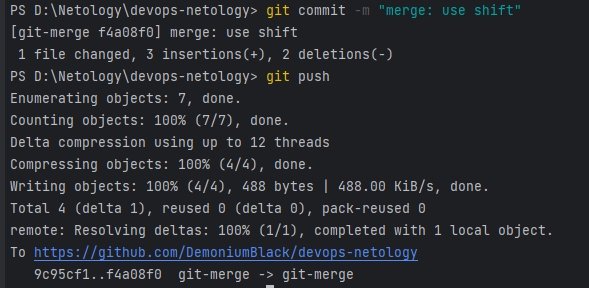 PS D:\Netology\devops-netology> git commit -m "merge: use shift"
[git-merge f4a08f0] merge: use shift
 1 file changed, 3 insertions(+), 2 deletions(-)
PS D:\Netology\devops-netology> git push
Enumerating objects: 7, done.
Counting objects: 100% (7/7), done.
Delta compression using up to 12 threads
Compressing objects: 100% (4/4), done.
Writing objects: 100% (4/4), 488 bytes | 488.00 KiB/s, done.
Total 4 (delta 1), reused 0 (delta 0), pack-reused 0
remote: Resolving deltas: 100% (1/1), completed with 1 local object.
To https://github.com/DemoniumBlack/devops-netology
   9c95cf1..f4a08f0  git-merge -> git-merge